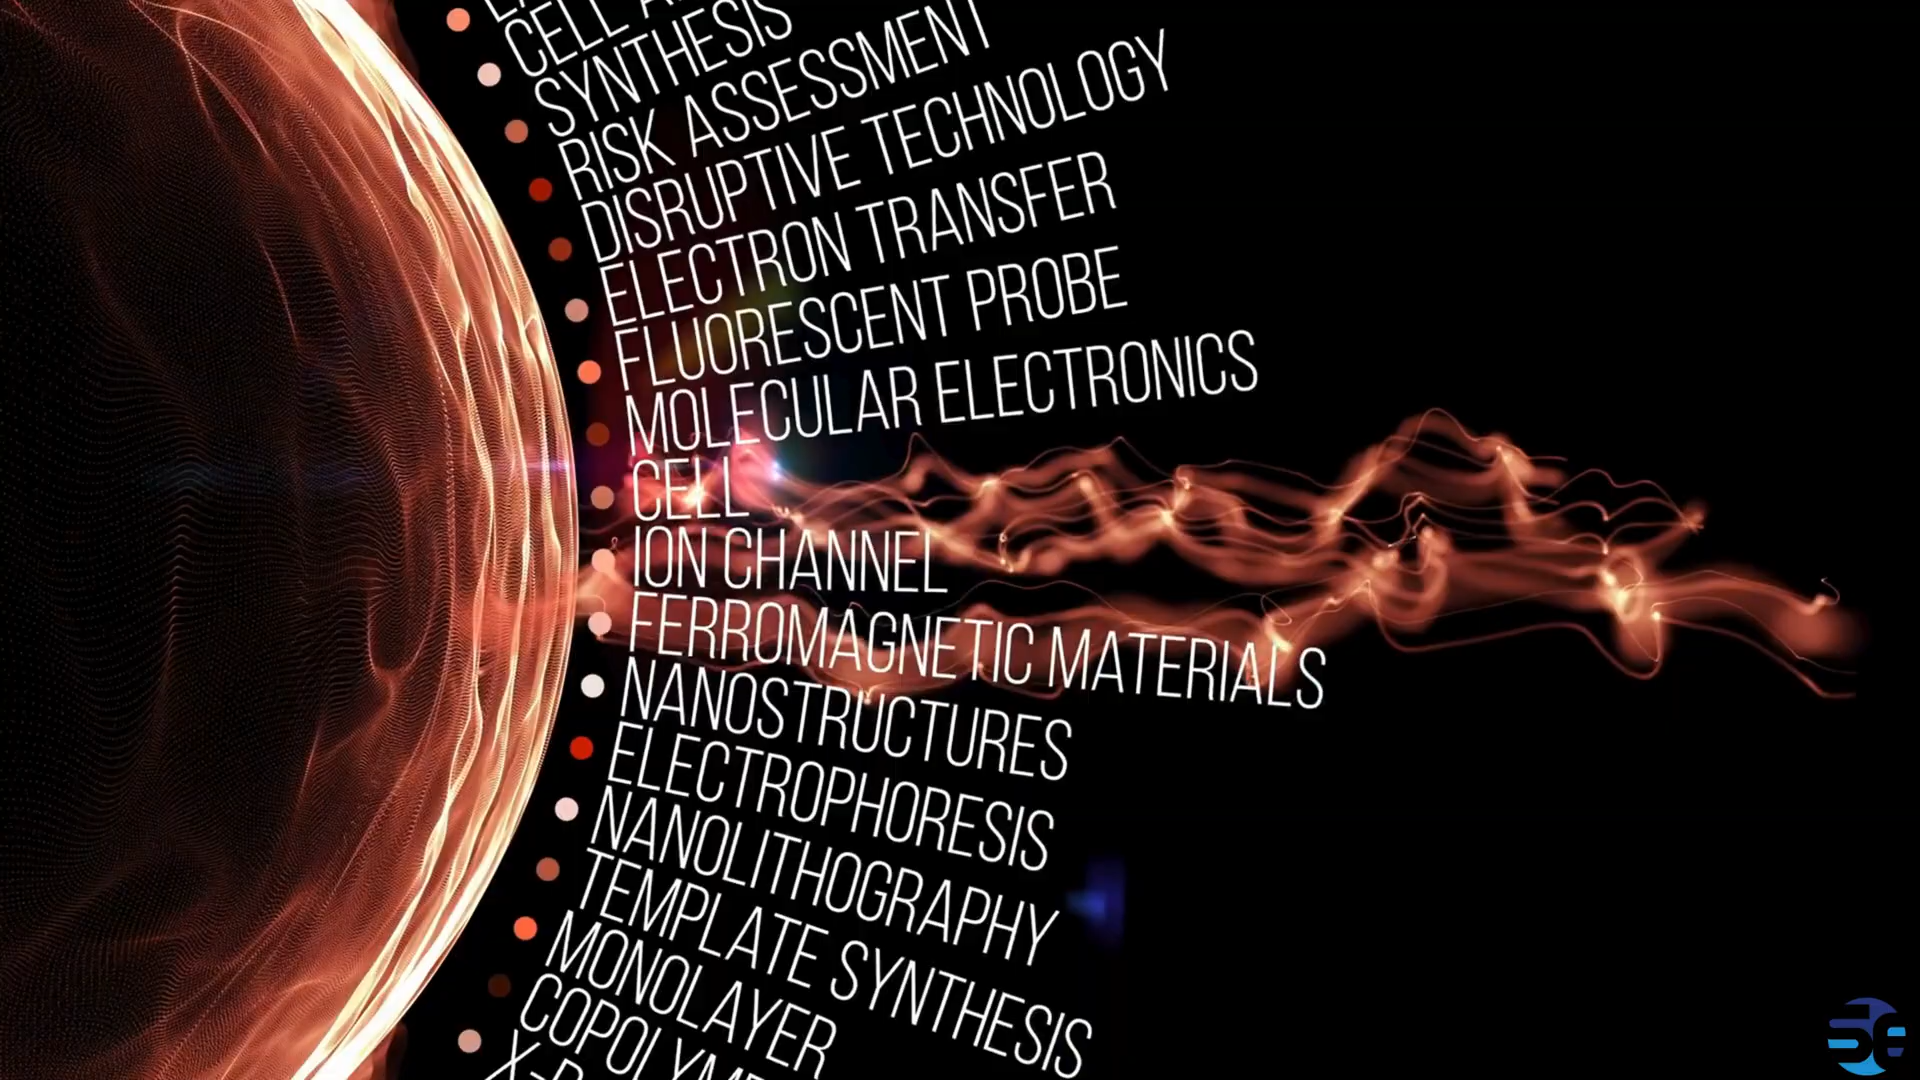 CELL
SYNTHESIS
RISK ASSESSMENT
DISRUPTIVE TECHNOLOGY
ELECTRON TRANSFER
FLUORESCENT PROBE
MOLECULAR ELECTRONICS
CELL
ION CHANNEL
FERROMAGNETIC MATERIALS
NANOSTRUCTURES
ELECTROPHORESIS
NANOLITHOGRAPHY
TEMPLATE SYNTHESIS
MONOLAYER